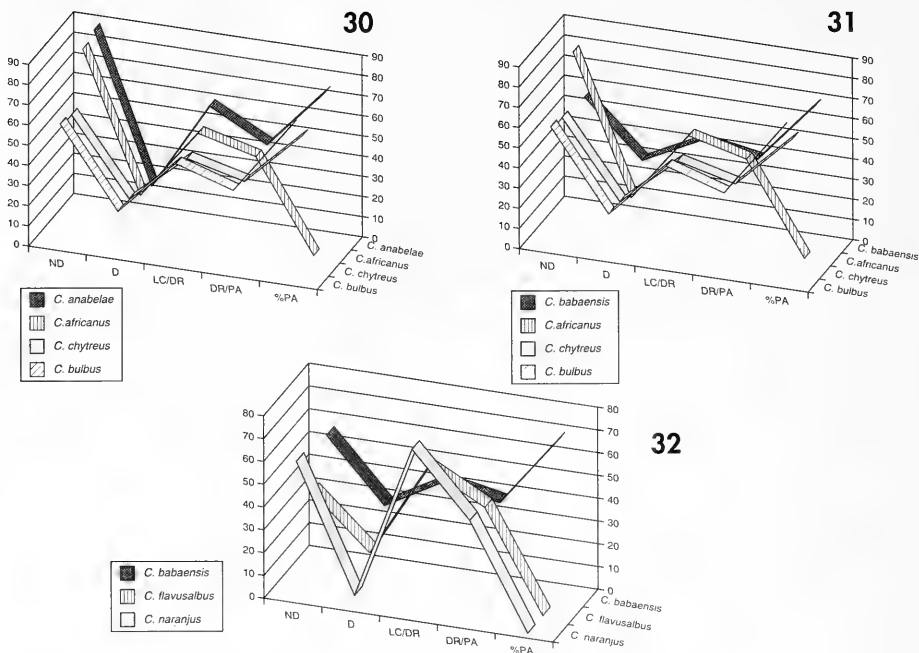 30
90
80
70
60
50
40
30
20
10
0
90
80
70
60
50
40
30
20
10
0
ND
D
LC/DR
DR/PA
%PA
C. anabelae
C.africanus
C. chytreus
C. bulbus
C. anabelae
C.africanus
C. chytreus
C. bulbus
31
90
80
70
60
50
40
30
20
10
0
90
80
70
60
50
40
30
20
10
0
ND
D
LC/DR
DR/PA
%PA
C. babaensis
C.africanus
C. chytreus
C. bulbus
C. babaensis
C.africanus
C. chytreus
C. bulbus
32
80
70
60
50
40
30
20
10
0
80
70
60
50
40
30
20
10
0
ND
D
LC/DR
DR/PA
%PA
C. babaensis
C. flavusalbus
C naranjus
C. babaensis
C. flavusalbus
C. naranjus